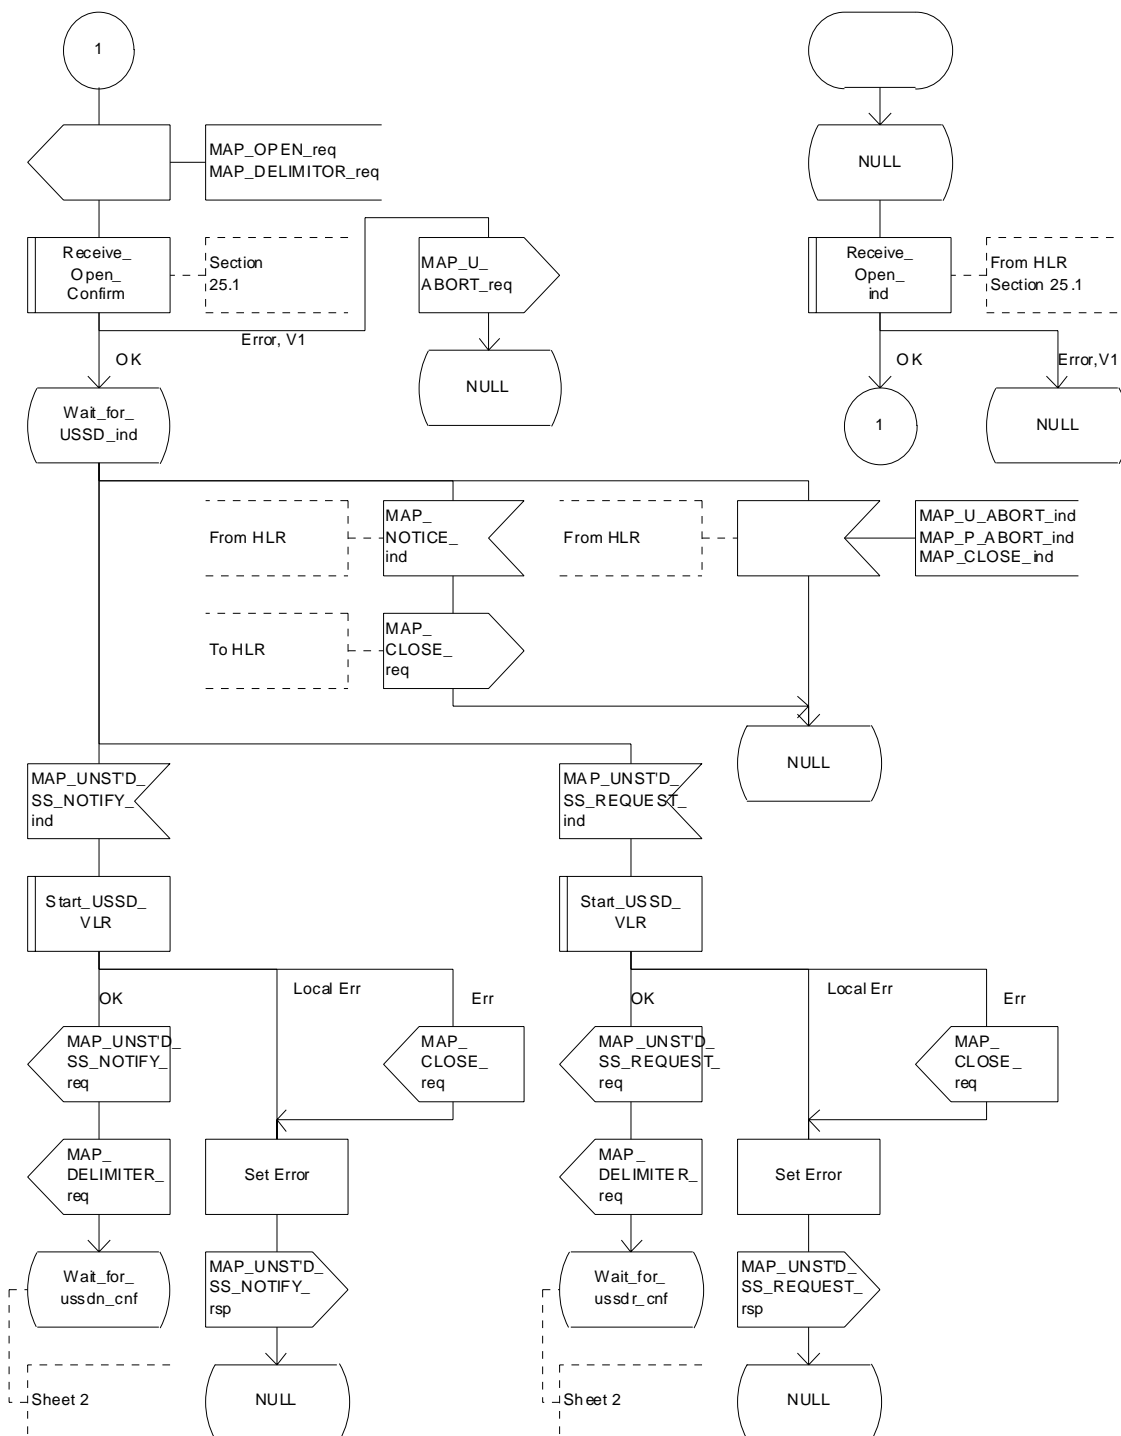 1
MAP_OPEN_req
MAP_DELIMITOR_req
NULL
Receive_
Open_
Confirm
Section
25.1
MAP_U_
ABORT_req
Receive_
Open_
ind
From HLR
Section 25.1
Error, V1
OK
NULL
OK
Error,V1
Wait_for_
USSD_ind
1
NULL
From HLR
MAP_
NOTICE_
ind
From HLR
MAP_U_ABORT_ind
MAP_P_ABORT_ind
MAP_CLOSE_ind
To HLR
MAP_
CLOSE_
req
NULL
MAP_UNST'D_
SS_NOTIFY_
ind
MAP_UNST'D_
SS_REQUEST_
ind
Start_USSD_
VLR
Start_USSD_
VLR
OK
Local Err
Err
OK
Local Err
Err
MAP_UNST'D_
SS_NOTIFY_
req
MAP_
CLOSE_
req
MAP_UNST'D_
SS_REQUEST_
req
MAP_
CLOSE_
req
MAP_
DELIMITER_
req
Set Error
MAP_
DELIMITER_
req
Set Error
Wait_for_
ussdn_cnf
MAP_UNST'D_
SS_NOTIFY_
rsp
Wait_for_
ussdr_cnf
MAP_UNST'D_
SS_REQUEST_
rsp
Sheet 2
NULL
Sheet 2
NULL